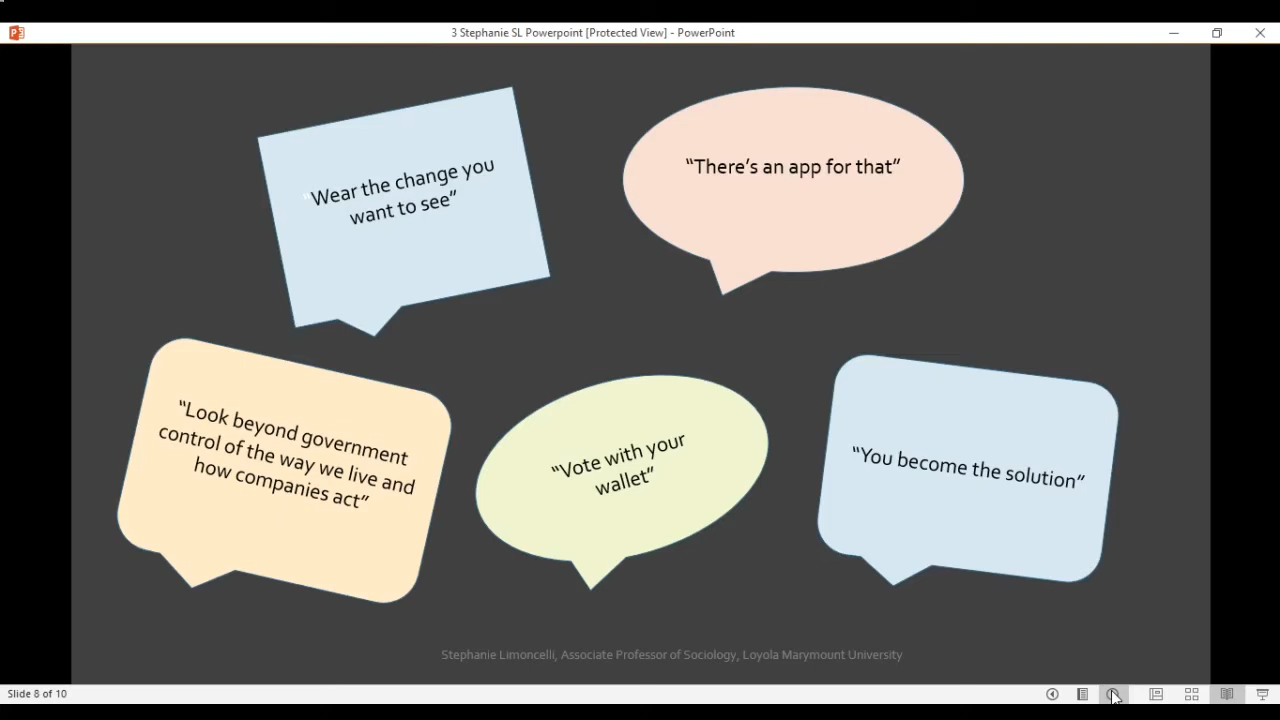 3 Stephanie SL Powerpoint [Protected View] - PowerPoint
“Wear the change you
want to see”
“There’s an app for that”
“Look beyond government
control of the way we live and
how companies act”
“Vote with your
wallet”
“You become the solution”
Stephanie Limoncelli, Associate Professor of Sociology, Loyola Marymount University
Slide 8 of 10